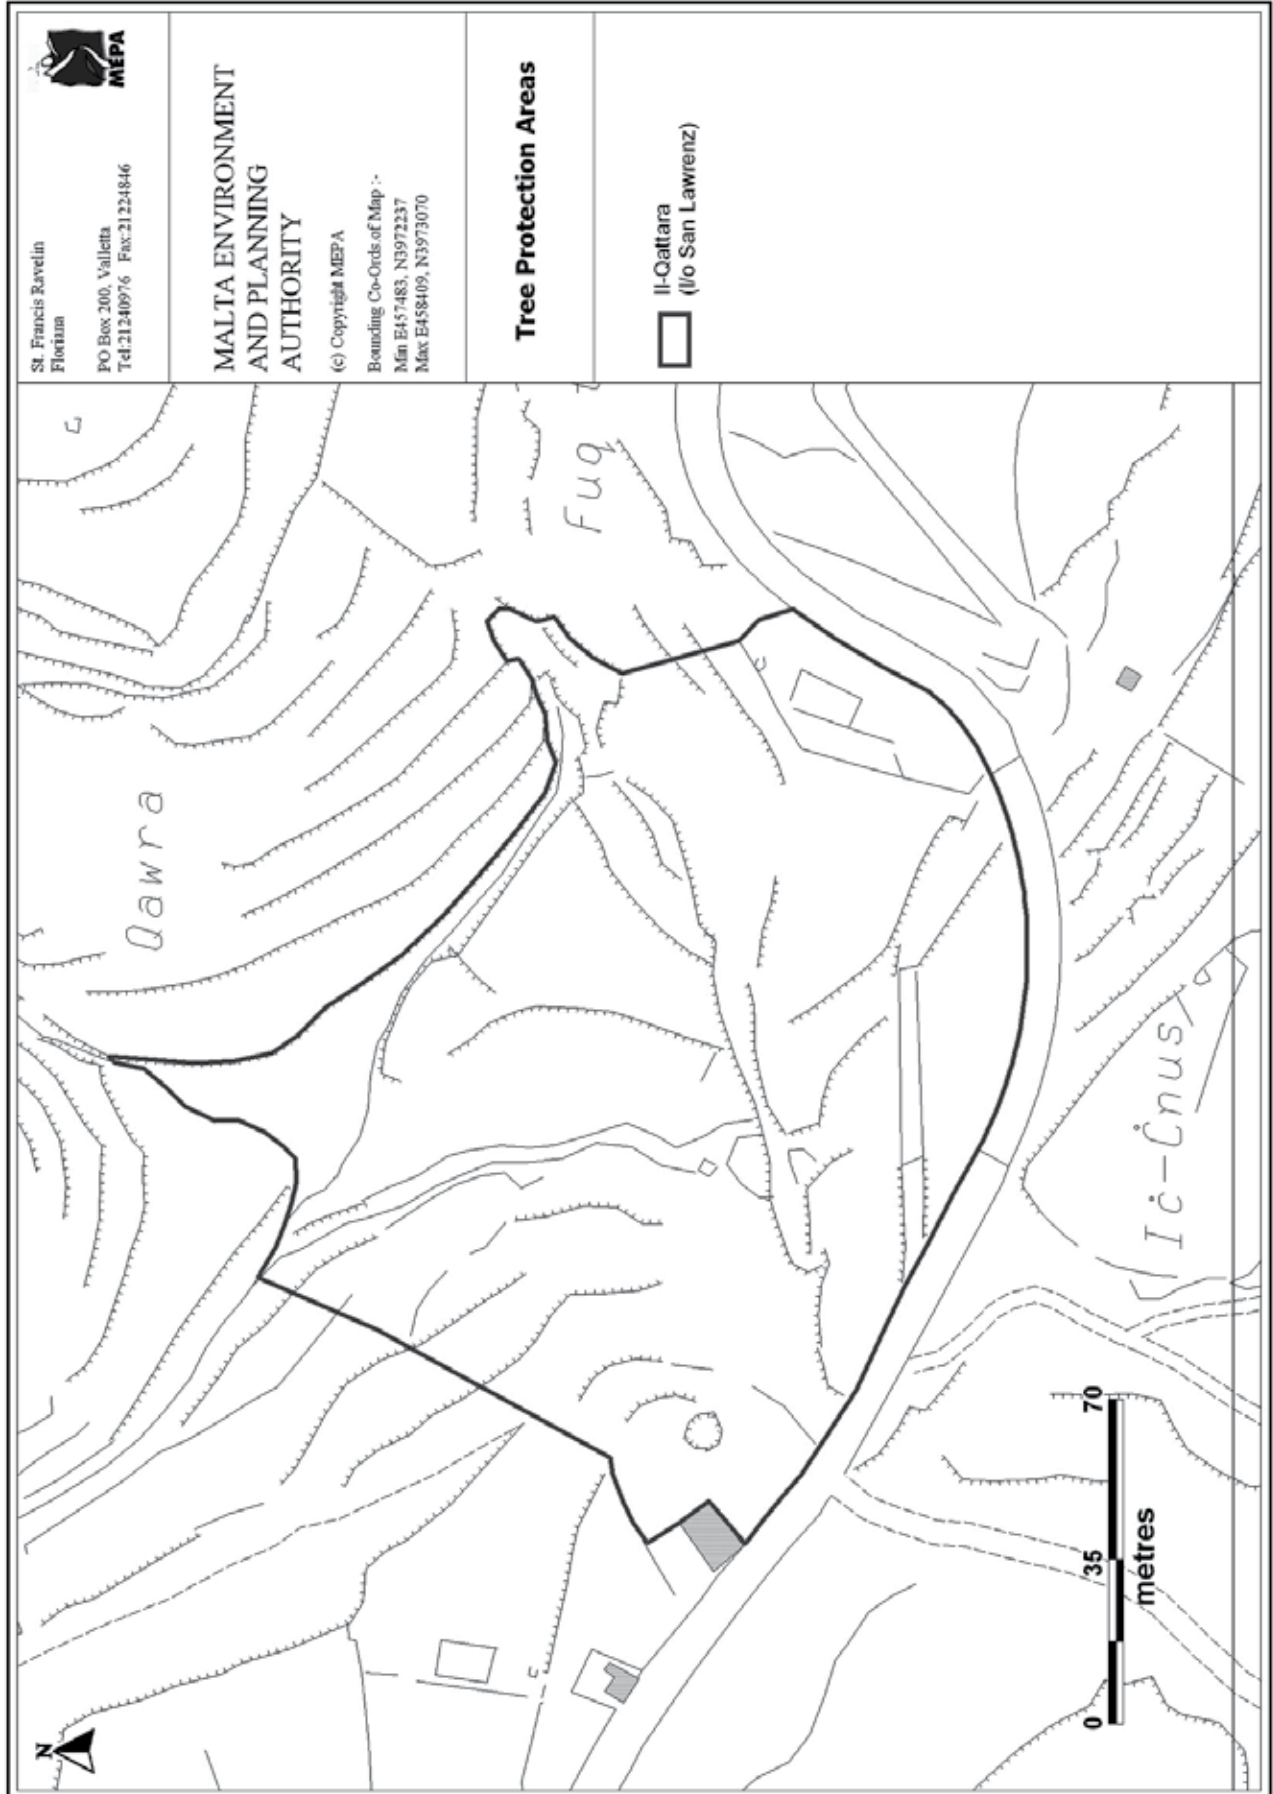 MEPA
St. Francis Ravelin
Floriana
PO Box 200, Valletta
Tel:21240976 Fax:21224846
MALTA ENVIRONMENT
AND PLANNING
AUTHORITY
(c) Copyright MEPA
Bounding Co-Ords of Map :-
Min E457483, N3972237
Max E458409, N3973070
Tree Protection Areas
Il-Qattara
(l/o San Lawrenz)
Qawra
Fuq
Iċ-Ċnus
N
0 35 70
metres